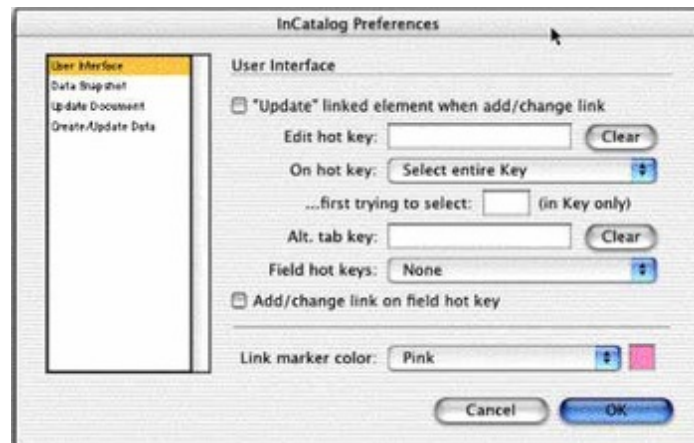 InCatalog Preferences
User Interface
Data Snapshot
Update Document
Create/Update Data
User Interface
"Update" linked element when add/change link
Edit hot key: Clear
On hot key: Select entire Key
...first trying to select: (in Key only)
Alt. tab key: Clear
Field hot keys: None
Add/change link on field hot key
Link marker color: Pink
Cancel OK